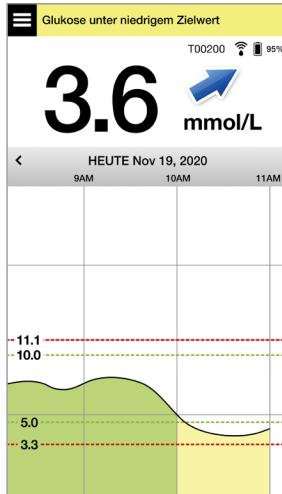 Glukose unter niedrigem Zielwert
T00200 95%
3.6
mmol/L
HEUTE Nov 19, 2020
9AM 10AM 11AM
11.1
10.0
5.0
3.3